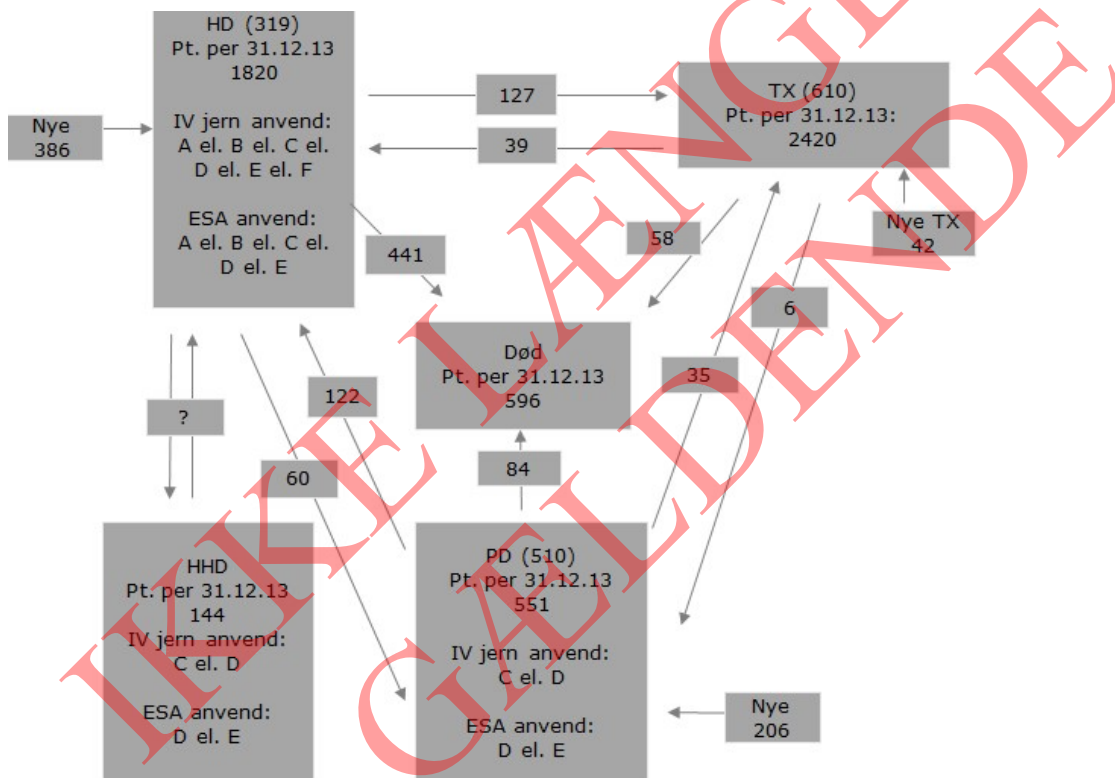 HD (319)
Pt. per 31.12.13
1820
IV jern anvend:
A el. B el. C el.
D el. E el. F
ESA anvend:
A el. B el. C el.
D el. E
Nye
386
127
39
TX (610)
Pt. per 31.12.13:
2420
Nye TX
42
441
58
6
Død
Pt. per 31.12.13
596
35
122
?
60
84
HHD
Pt. per 31.12.13
144
IV jern anvend:
C el. D
ESA anvend:
D el. E
PD (510)
Pt. per 31.12.13
551
IV jern anvend:
C el. D
ESA anvend:
D el. E
Nye
206
IKKE LÆNGE
GÆLDENDE